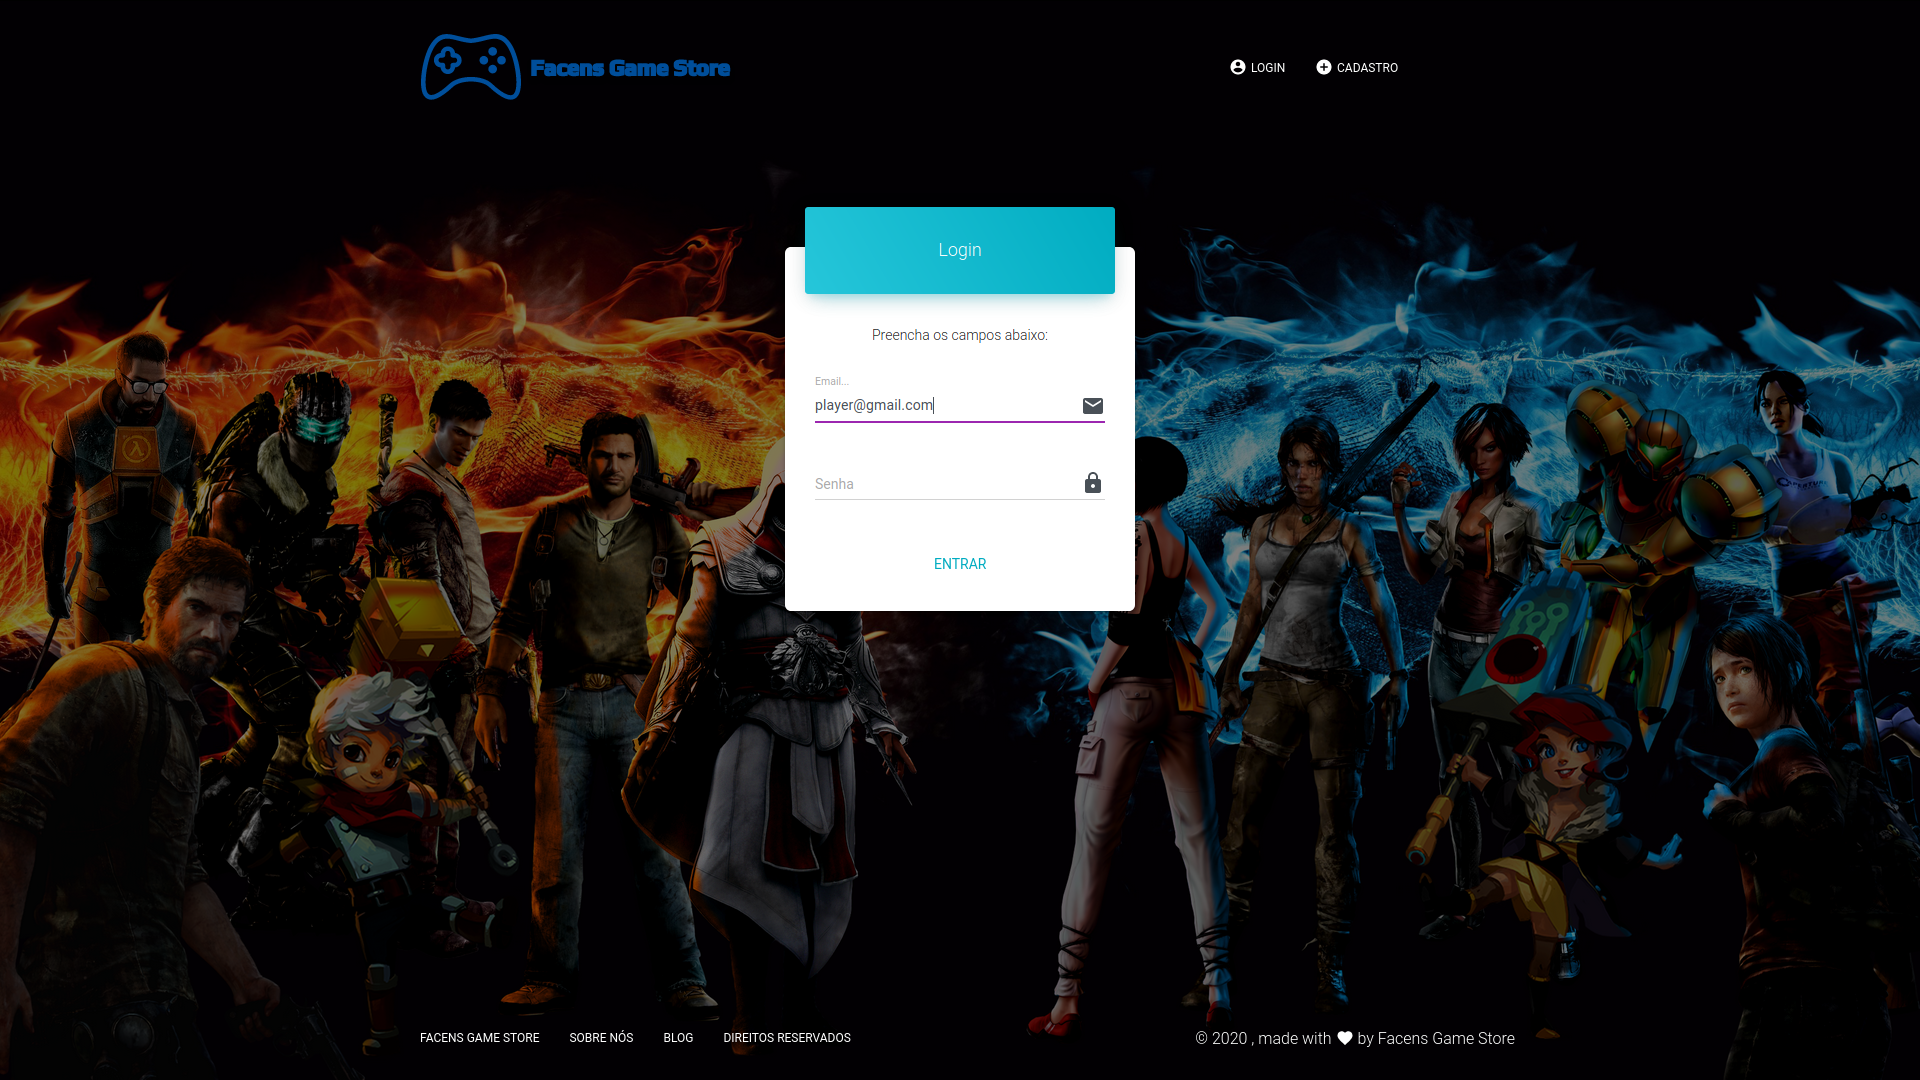 Facens Game Store
LOGIN
CADASTRO
Login
Preencha os campos abaixo:
Email...
player@gmail.com
Senha
ENTRAR
FACENS GAME STORE
SOBRE NÓS
BLOG
DIREITOS RESERVADOS
© 2020 , made with by Facens Game Store